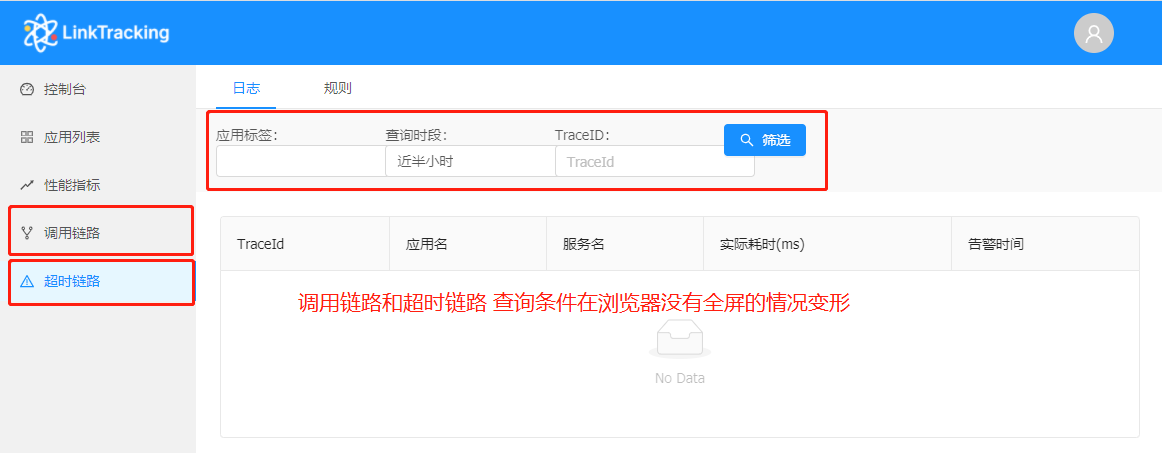 LinkTracking
控制台
应用列表
性能指标
调用链路
超时链路
日志 规则
应用标签： 查询时段： TraceID：
近半小时 TraceId 筛选
TraceId 应用名 服务名 实际耗时(ms) 告警时间
调用链路和超时链路 查询条件在浏览器没有全屏的情况变形
No Data